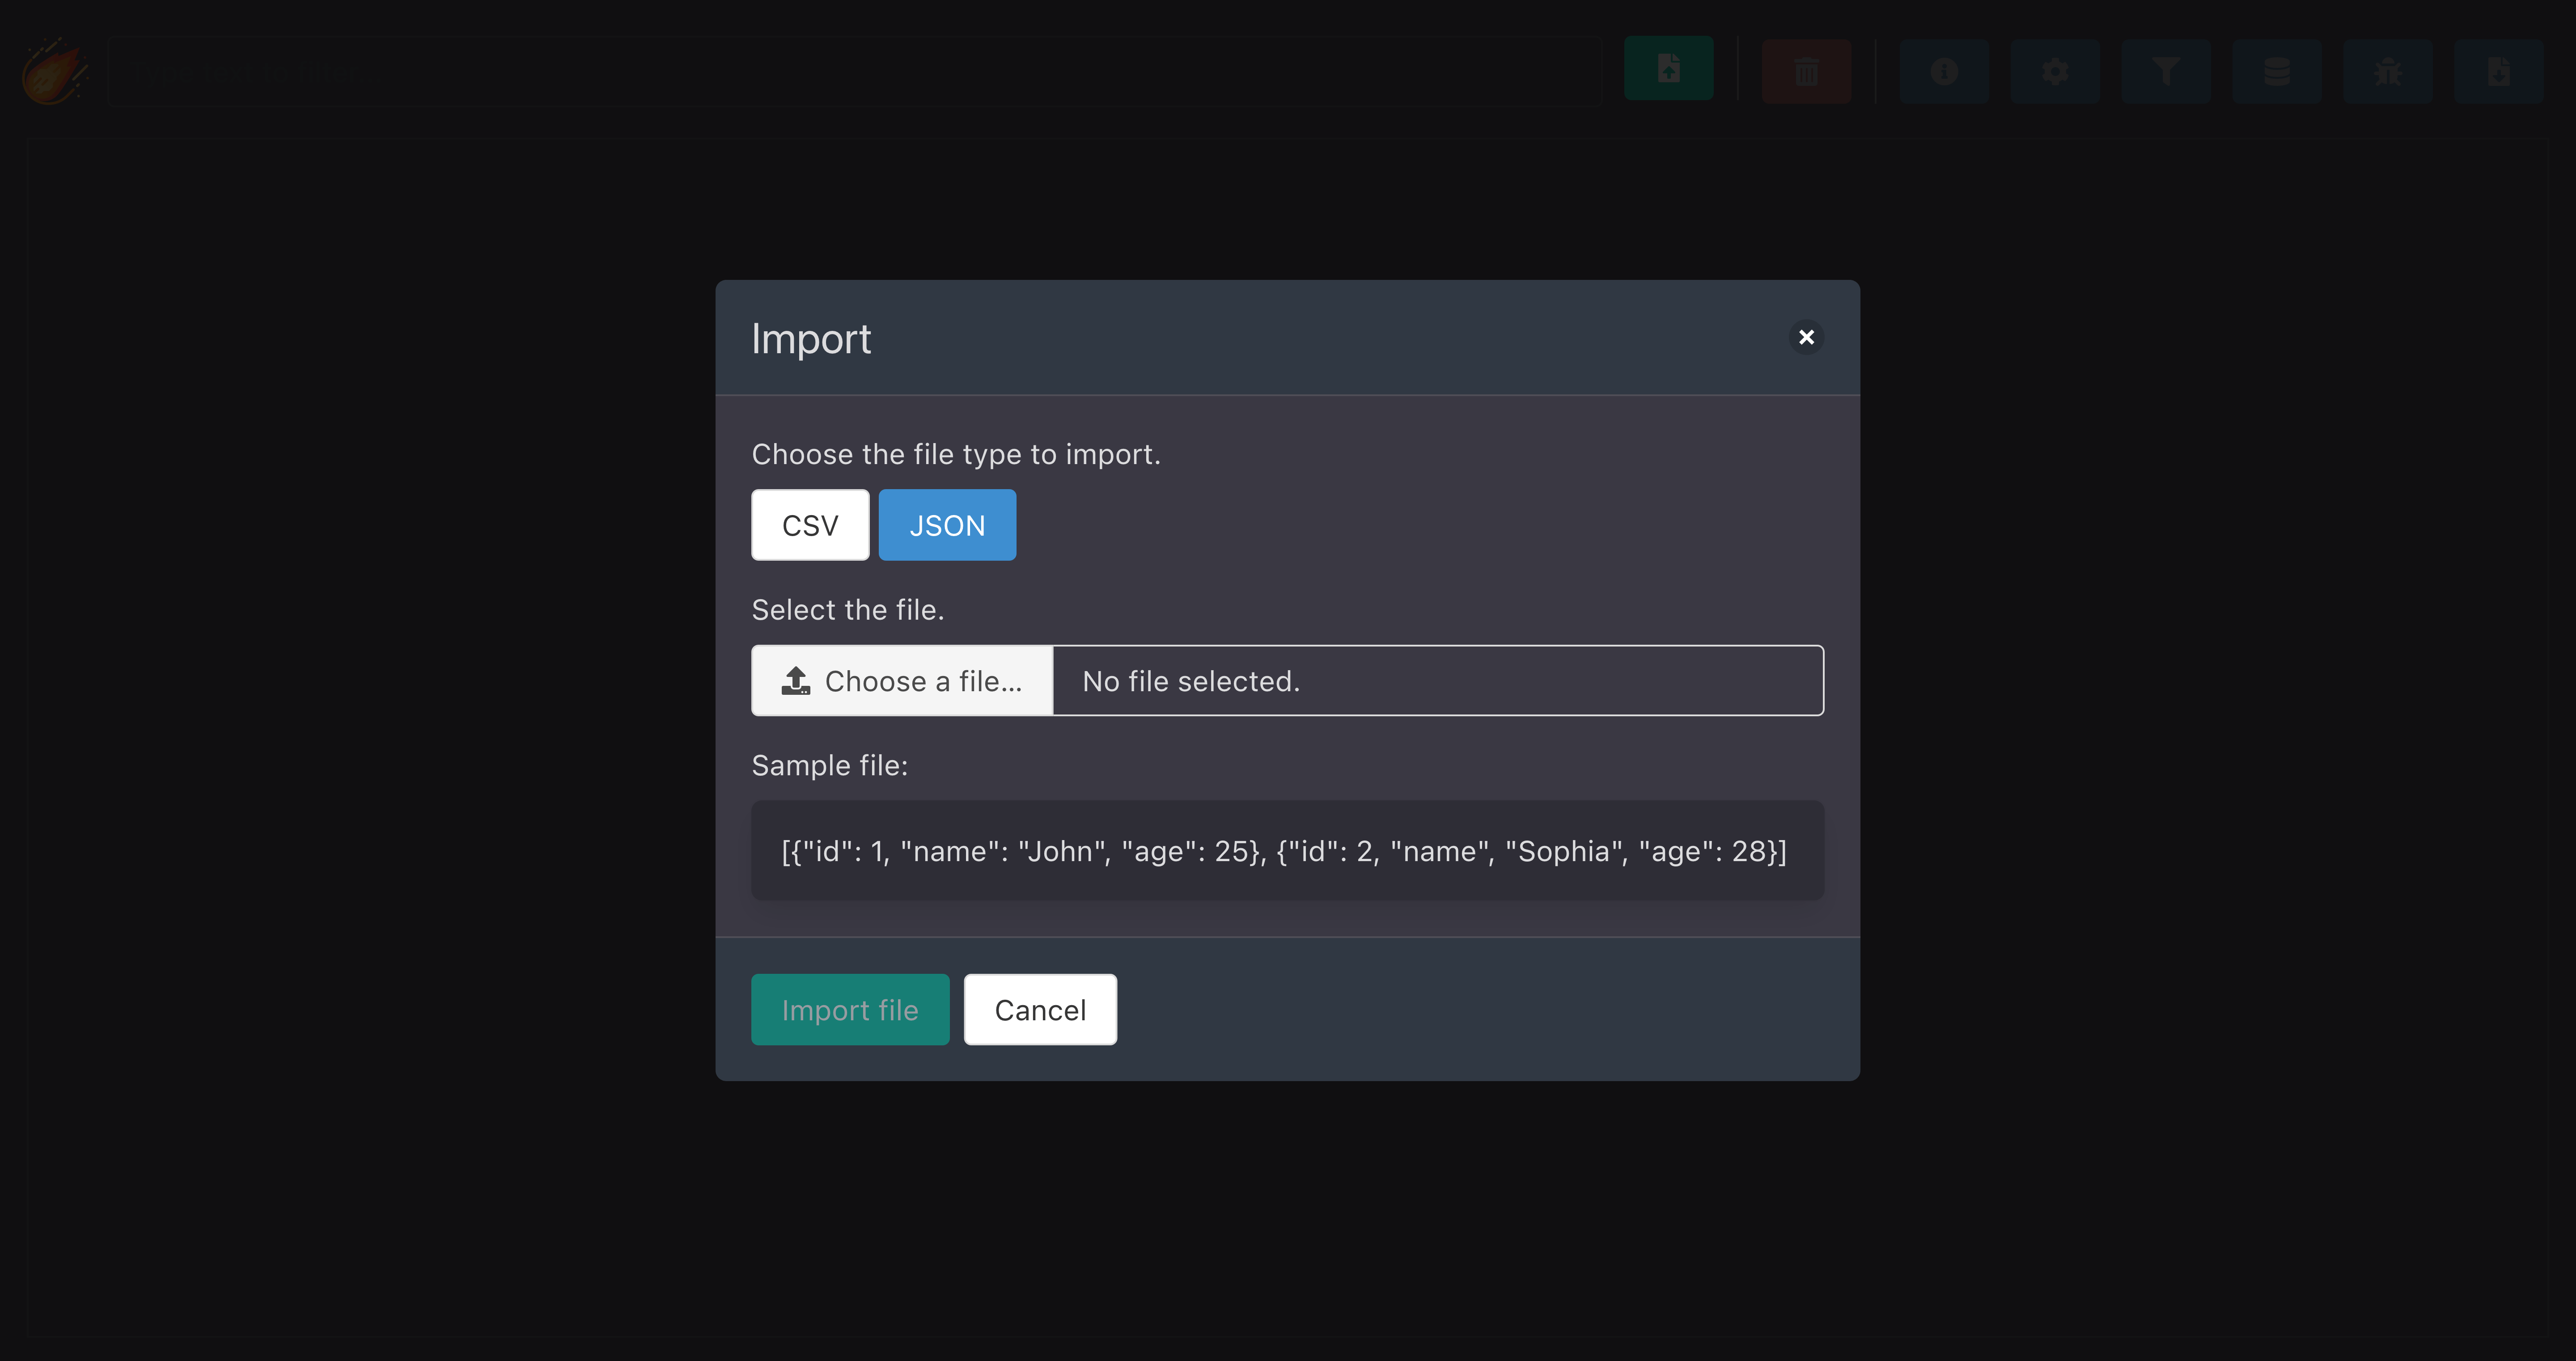 Import
Choose the file type to import.
CSV JSON
Select the file.
Choose a file... No file selected.
Sample file:
[{"id": 1, "name": "John", "age": 25}, {"id": 2, "name", "Sophia", "age": 28}]
Import file Cancel